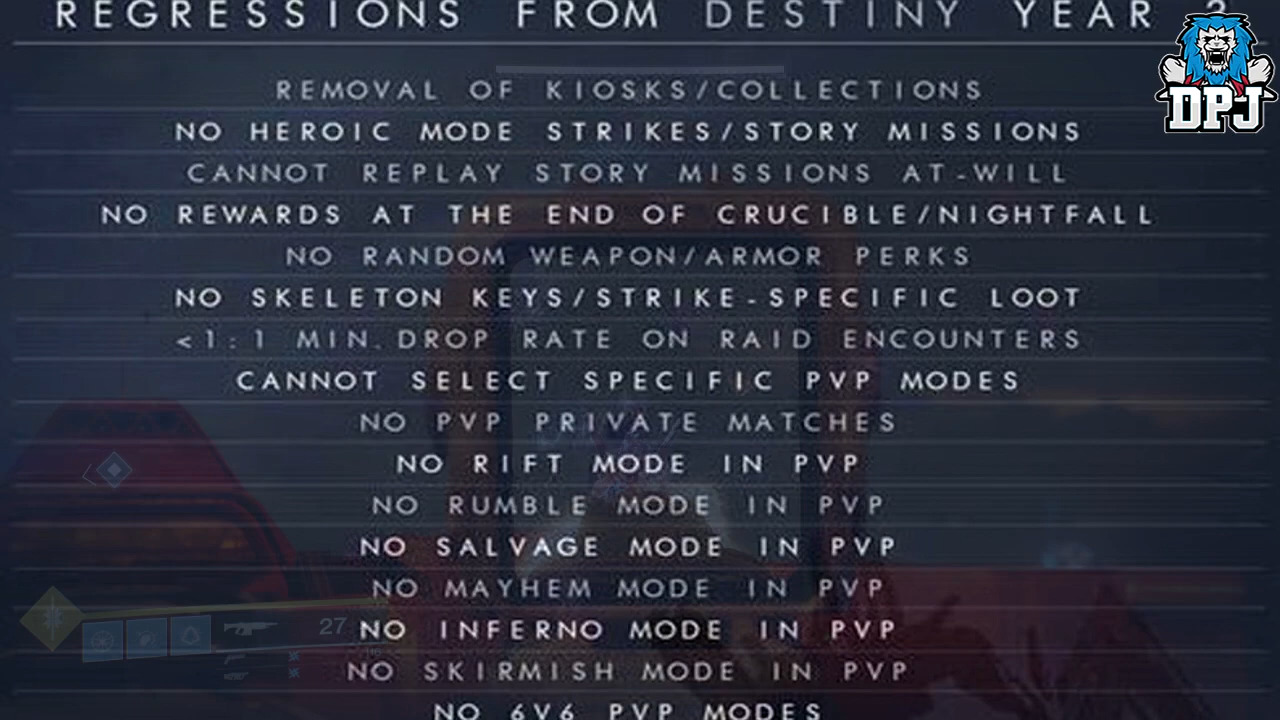 REGRESSIONS FROM DESTINY YEAR
DPJ
REMOVAL OF KIOSKS/COLLECTIONS
NO HEROIC MODE STRIKES/STORY MISSIONS
CANNOT REPLAY STORY MISSIONS AT-WILL
NO REWARDS AT THE END OF CRUCIBLE/NIGHTFALL
NO RANDOM WEAPON/ARMOR PERKS
NO SKELETON KEYS/STRIKE-SPECIFIC LOOT
<1:1 MIN.DROP RATE ON RAID ENCOUNTERS
CANNOT SELECT SPECIFIC PVP MODES
NO PVP PRIVATE MATCHES
NO RIFT MODE IN PVP
NO RUMBLE MODE IN PVP
NO SALVAGE MODE IN PVP
NO MAYHEM MODE IN PVP
NO INFERNO MODE IN PVP
27
NO SKIRMISH MODE IN PVP
NO 6V6 PVP MODES